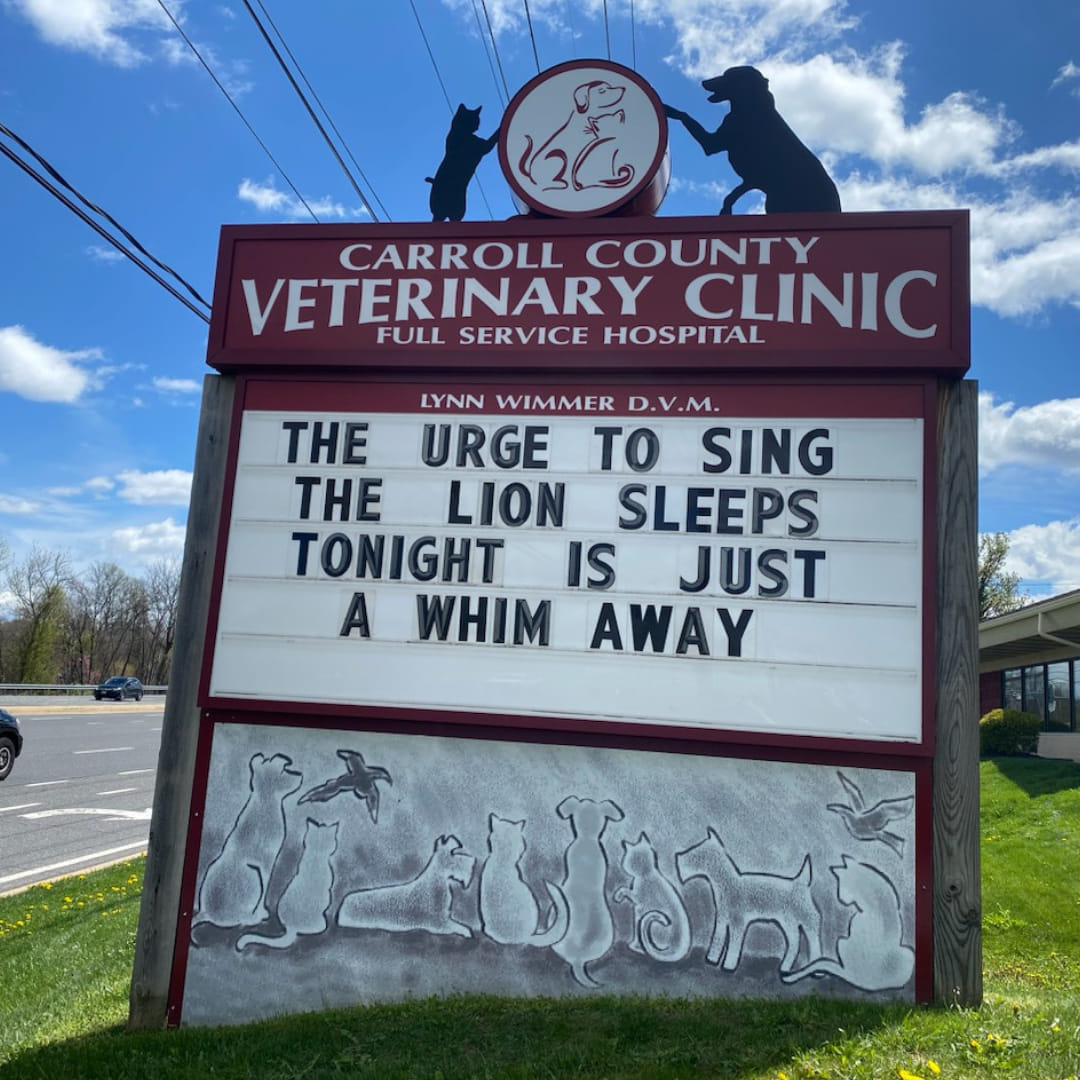 CARROLL COUNTY
VETERINARY CLINIC
FULL SERVICE HOSPITAL
LYNN WIMMER D.V.M.
THE URGE TO SING
THE LION SLEEPS
TONIGHT IS JUST
A WHIM AWAY